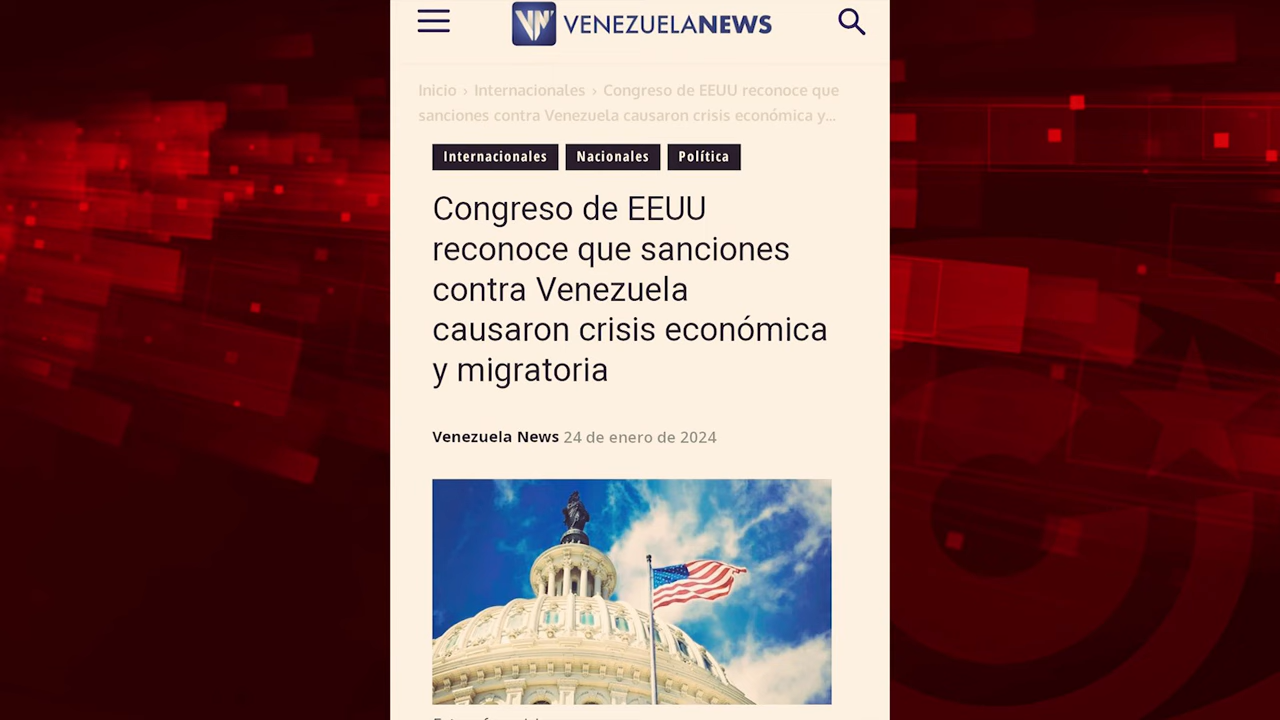 VENEZUELANEWS
Inicio › Internacionales › Congreso de EEUU reconoce que
sanciones contra Venezuela causaron crisis económica y...
Internacionales Nacionales Política
Congreso de EEUU
reconoce que sanciones
contra Venezuela
causaron crisis económica
y migratoria
Venezuela News 24 de enero de 2024